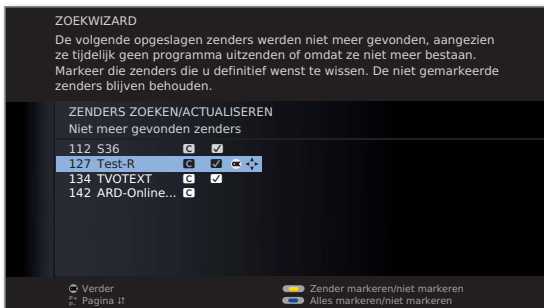 ZOEKWIZARD
De volgende opgeslagen zenders werden niet meer gevonden, aangezien
ze tijdelijk geen programma uitzenden of omdat ze niet meer bestaan.
Markeer die zenders die u definitief wenst te wissen. De niet gemarkeerde
zenders blijven behouden.
ZENDERS ZOEKEN/ACTUALISEREN
Niet meer gevonden zenders
112 S36 C
127 Test-R C OK
134 TVOTEXT C
142 ARD-Online... C
OK Verder
Zender markeren/niet markeren
P+ P- Pagina
Alles markeren/niet markeren